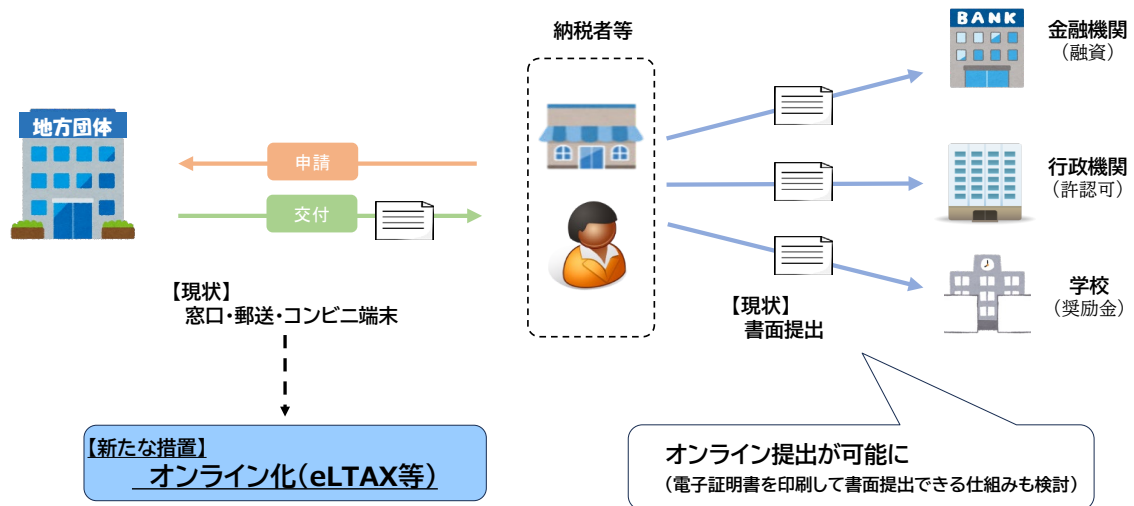 納税者等
BANK
金融機関
（融資）
地方団体
申請
交付
行政機関
（許認可）
学校
（奨励金）
【現状】
窓口・郵送・コンビニ端末
【現状】
書面提出
【新たな措置】
オンライン化（eLTAX等）
オンライン提出が可能に
（電子証明書を印刷して書面提出できる仕組みも検討）